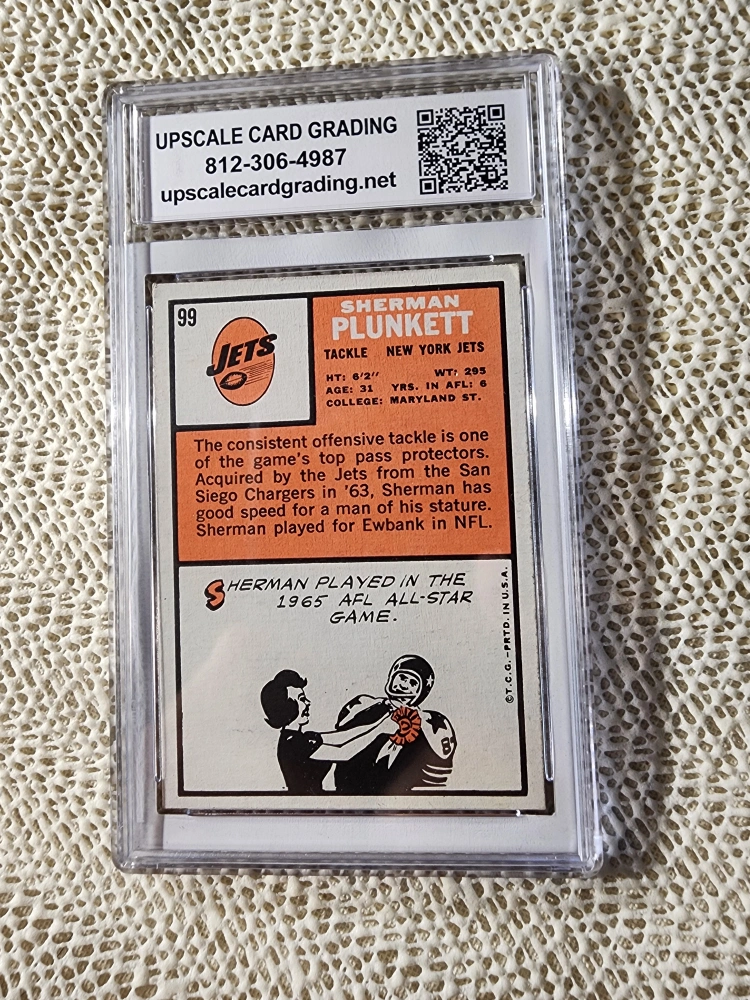 UPSCALE CARD GRADING
812-306-4987
upscalecardgrading.net
99
JETS
SHERMAN
PLUNKETT
TACKLE NEW YORK JETS
HT: 6'2" WT: 295
AGE: 31 YRS. IN AFL: 6
COLLEGE: MARYLAND ST.
The consistent offensive tackle is one
of the game's top pass protectors.
Acquired by the Jets from the San
Siego Chargers in '63, Sherman has
good speed for a man of his stature.
Sherman played for Ewbank in NFL.
SHERMAN PLAYED IN THE
1965 AFL ALL-STAR
GAME.
©T.C.G.–PRTD. IN U.S.A.